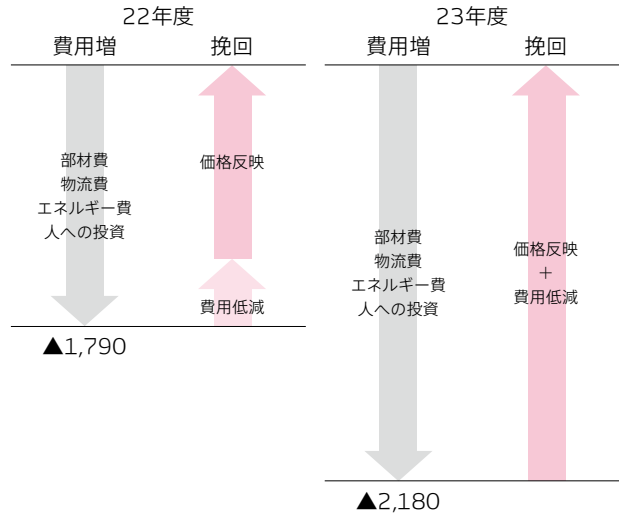 22年度
費用増
挽回
部材費
物流費
エネルギー費
人への投資
価格反映
費用低減
▲1,790
23年度
費用増
挽回
部材費
物流費
エネルギー費
人への投資
価格反映
＋
費用低減
▲2,180